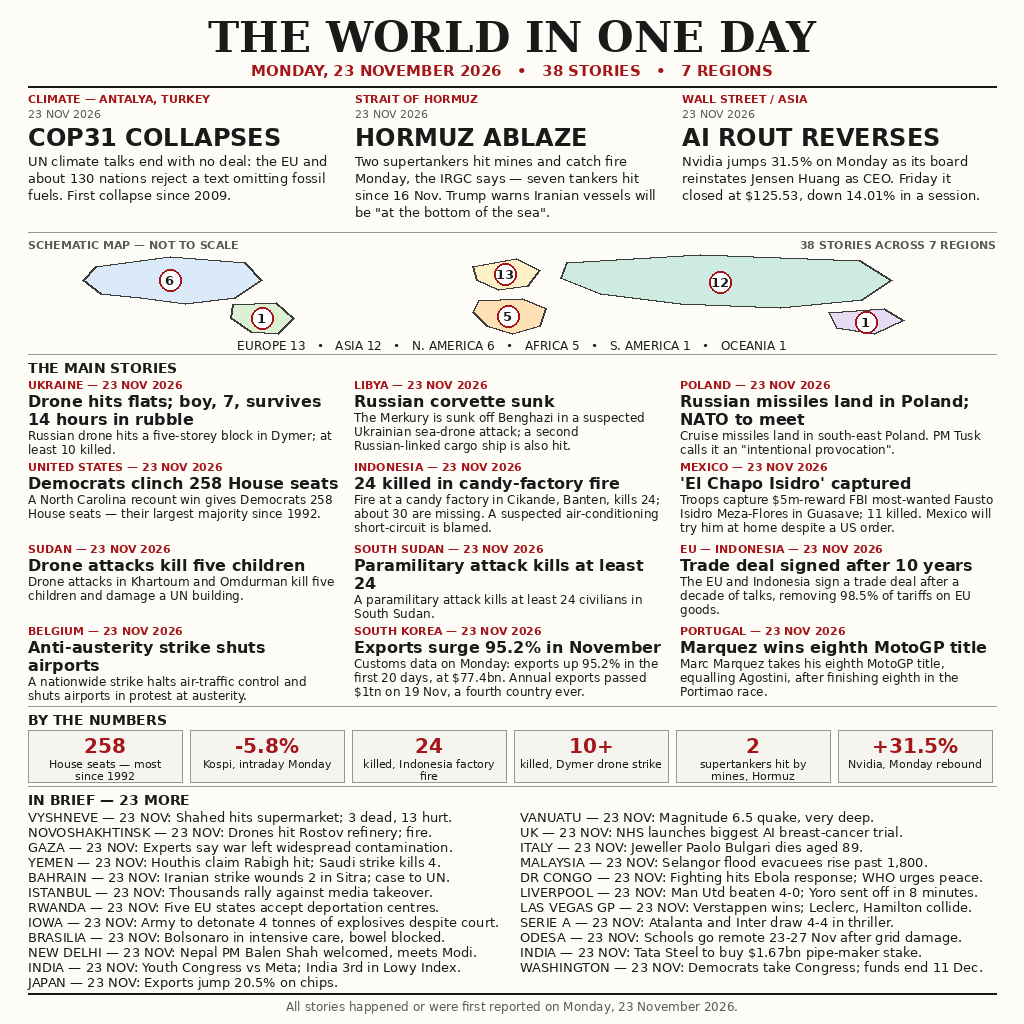 THE WORLD IN ONE DAY
MONDAY, 23 NOVEMBER 2026 • 38 STORIES • 7 REGIONS
CLIMATE — ANTALYA, TURKEY
23 NOV 2026
COP31 COLLAPSES
UN climate talks end with no deal: the EU and
about 130 nations reject a text omitting fossil
fuels. First collapse since 2009.
STRAIT OF HORMUZ
23 NOV 2026
HORMUZ ABLAZE
Two supertankers hit mines and catch fire
Monday, the IRGC says — seven tankers hit
since 16 Nov. Trump warns Iranian vessels will
be "at the bottom of the sea".
WALL STREET / ASIA
23 NOV 2026
AI ROUT REVERSES
Nvidia jumps 31.5% on Monday as its board
reinstates Jensen Huang as CEO. Friday it
closed at $125.53, down 14.01% in a session.
SCHEMATIC MAP — NOT TO SCALE
38 STORIES ACROSS 7 REGIONS
6
13
12
1
5
1
EUROPE 13 • ASIA 12 • N. AMERICA 6 • AFRICA 5 • S. AMERICA 1 • OCEANIA 1
THE MAIN STORIES
UKRAINE — 23 NOV 2026
Drone hits flats; boy, 7, survives
14 hours in rubble
Russian drone hits a five-storey block in Dymer; at
least 10 killed.
LIBYA — 23 NOV 2026
Russian corvette sunk
The Merkury is sunk off Benghazi in a suspected
Ukrainian sea-drone attack; a second
Russian-linked cargo ship is also hit.
POLAND — 23 NOV 2026
Russian missiles land in Poland;
NATO to meet
Cruise missiles land in south-east Poland. PM Tusk
calls it an "intentional provocation".
UNITED STATES — 23 NOV 2026
Democrats clinch 258 House seats
A North Carolina recount win gives Democrats 258
House seats — their largest majority since 1992.
INDONESIA — 23 NOV 2026
24 killed in candy-factory fire
Fire at a candy factory in Cikande, Banten, kills 24;
about 30 are missing. A suspected air-conditioning
short-circuit is blamed.
MEXICO — 23 NOV 2026
'El Chapo Isidro' captured
Troops capture $5m-reward FBI most-wanted Fausto
Isidro Meza-Flores in Guasave; 11 killed. Mexico will
try him at home despite a US order.
SUDAN — 23 NOV 2026
Drone attacks kill five children
Drone attacks in Khartoum and Omdurman kill five
children and damage a UN building.
SOUTH SUDAN — 23 NOV 2026
Paramilitary attack kills at least
24
A paramilitary attack kills at least 24 civilians in
South Sudan.
EU — INDONESIA — 23 NOV 2026
Trade deal signed after 10 years
The EU and Indonesia sign a trade deal after a
decade of talks, removing 98.5% of tariffs on EU
goods.
BELGIUM — 23 NOV 2026
Anti-austerity strike shuts
airports
A nationwide strike halts air-traffic control and
shuts airports in protest at austerity.
SOUTH KOREA — 23 NOV 2026
Exports surge 95.2% in November
Customs data on Monday: exports up 95.2% in the
first 20 days, at $77.4bn. Annual exports passed
$1tn on 19 Nov, a fourth country ever.
PORTUGAL — 23 NOV 2026
Marquez wins eighth MotoGP title
Marc Marquez takes his eighth MotoGP title,
equalling Agostini, after finishing eighth in the
Portimao race.
BY THE NUMBERS
258
House seats — most
since 1992
-5.8%
Kospi, intraday Monday
24
killed, Indonesia factory
fire
10+
killed, Dymer drone strike
2
supertankers hit by
mines, Hormuz
+31.5%
Nvidia, Monday rebound
IN BRIEF — 23 MORE
VYSHNEVE — 23 NOV: Shahed hits supermarket; 3 dead, 13 hurt.
NOVOSHAKHTINSK — 23 NOV: Drones hit Rostov refinery; fire.
GAZA — 23 NOV: Experts say war left widespread contamination.
YEMEN — 23 NOV: Houthis claim Rabigh hit; Saudi strike kills 4.
BAHRAIN — 23 NOV: Iranian strike wounds 2 in Sitra; case to UN.
ISTANBUL — 23 NOV: Thousands rally against media takeover.
RWANDA — 23 NOV: Five EU states accept deportation centres.
IOWA — 23 NOV: Army to detonate 4 tonnes of explosives despite court.
BRASILIA — 23 NOV: Bolsonaro in intensive care, bowel blocked.
NEW DELHI — 23 NOV: Nepal PM Balen Shah welcomed, meets Modi.
INDIA — 23 NOV: Youth Congress vs Meta; India 3rd in Lowy Index.
JAPAN — 23 NOV: Exports jump 20.5% on chips.
VANUATU — 23 NOV: Magnitude 6.5 quake, very deep.
UK — 23 NOV: NHS launches biggest AI breast-cancer trial.
ITALY — 23 NOV: Jeweller Paolo Bulgari dies aged 89.
MALAYSIA — 23 NOV: Selangor flood evacuees rise past 1,800.
DR CONGO — 23 NOV: Fighting hits Ebola response; WHO urges peace.
LIVERPOOL — 23 NOV: Man Utd beaten 4-0; Yoro sent off in 8 minutes.
LAS VEGAS GP — 23 NOV: Verstappen wins; Leclerc, Hamilton collide.
SERIE A — 23 NOV: Atalanta and Inter draw 4-4 in thriller.
ODESA — 23 NOV: Schools go remote 23-27 Nov after grid damage.
INDIA — 23 NOV: Tata Steel to buy $1.67bn pipe-maker stake.
WASHINGTON — 23 NOV: Democrats take Congress; funds end 11 Dec.
All stories happened or were first reported on Monday, 23 November 2026.